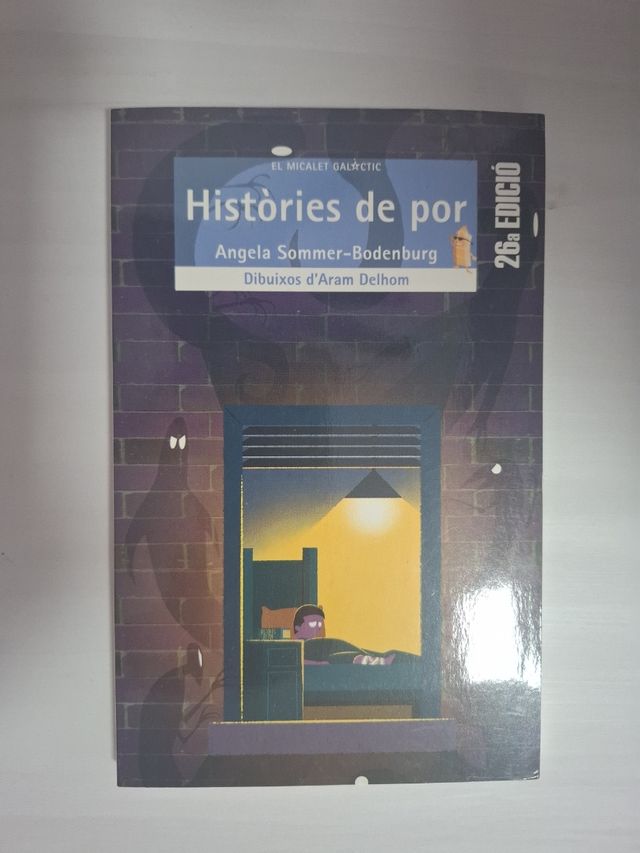 EL MICALET GALÀCTIC
Històries de por
Angela Sommer-Bodenburg
Dibuixos d'Aram Delhom
26a EDICIÓ